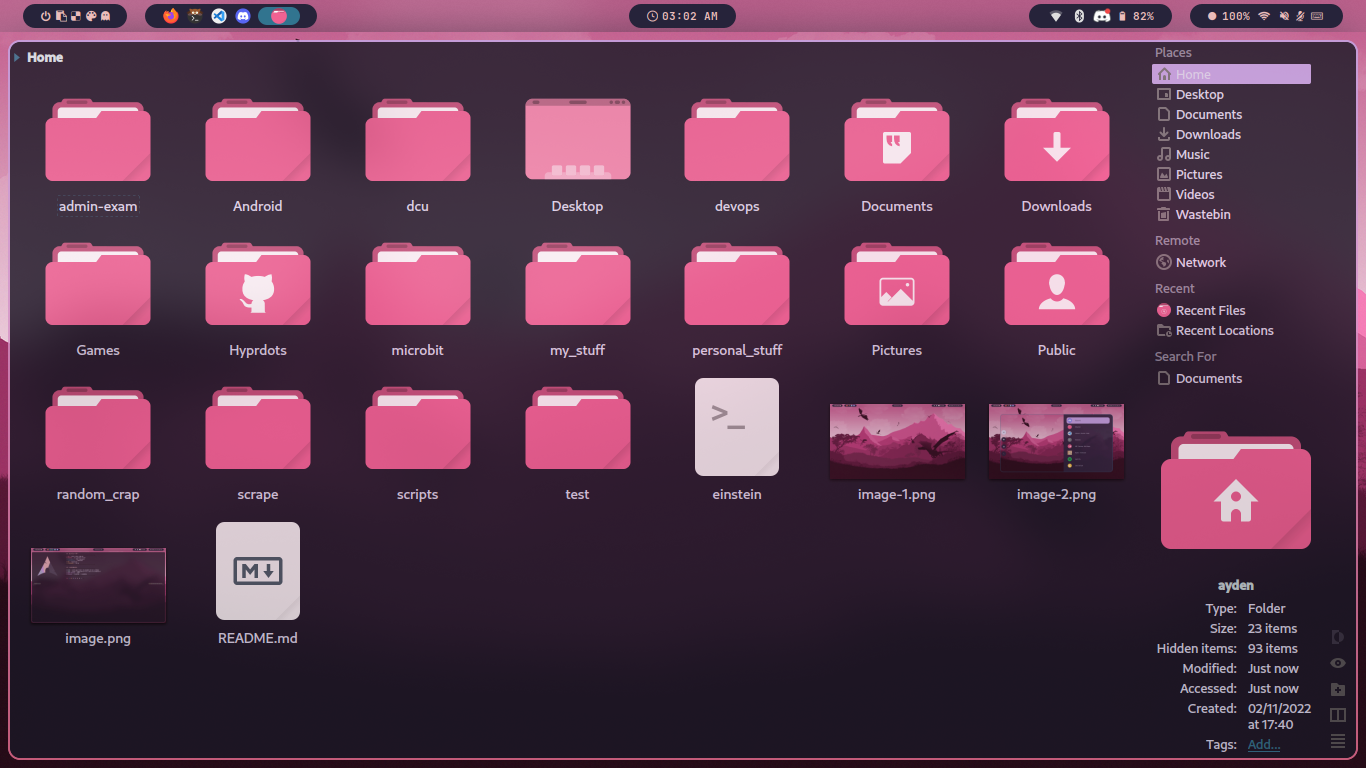 03:02 AM
82%
100%
Home
admin-exam
Android
dcu
Desktop
devops
Documents
Downloads
Games
Hyprdots
microbit
my_stuff
personal_stuff
Pictures
Public
random_crap
scrape
scripts
test
einstein
image-1.png
image-2.png
image.png
README.md
Places
Home
Desktop
Documents
Downloads
Music
Pictures
Videos
Wastebin
Remote
Network
Recent
Recent Files
Recent Locations
Search For
Documents
ayden
Type: Folder
Size: 23 items
Hidden items: 93 items
Modified: Just now
Accessed: Just now
Created: 02/11/2022
at 17:40
Tags: Add...